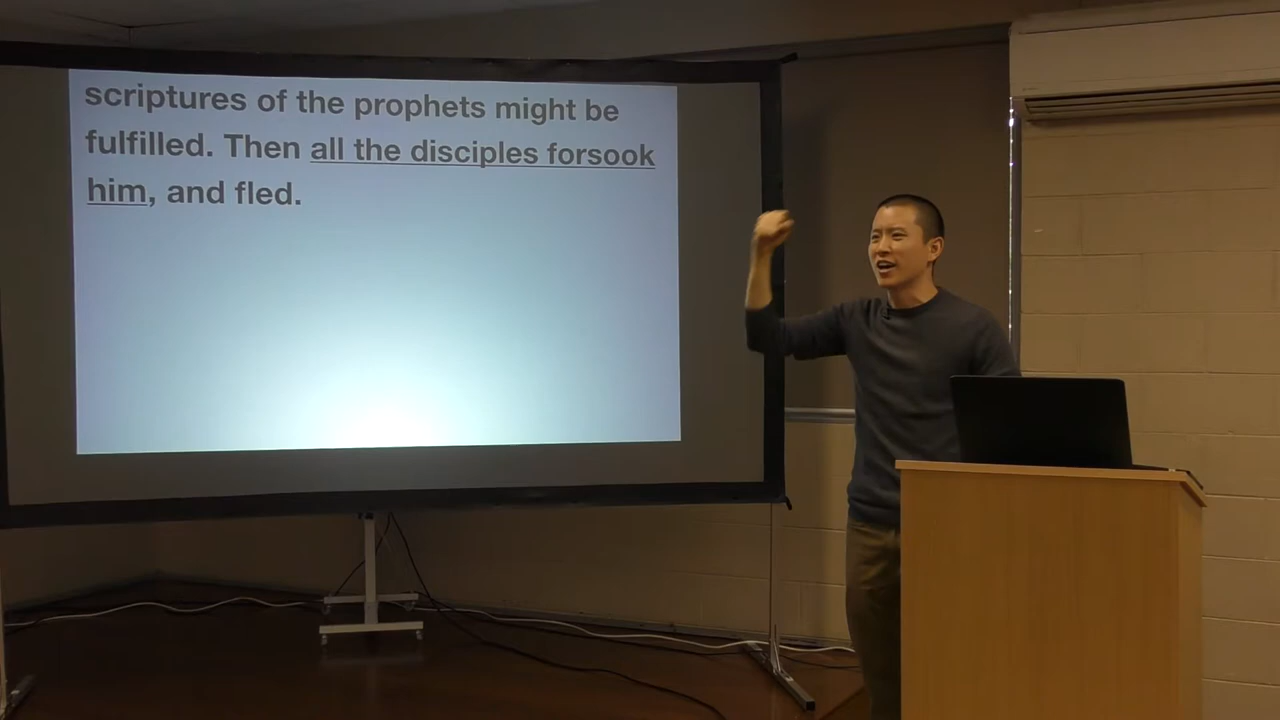 scriptures of the prophets might be
fulfilled. Then all the disciples forsook
him, and fled.